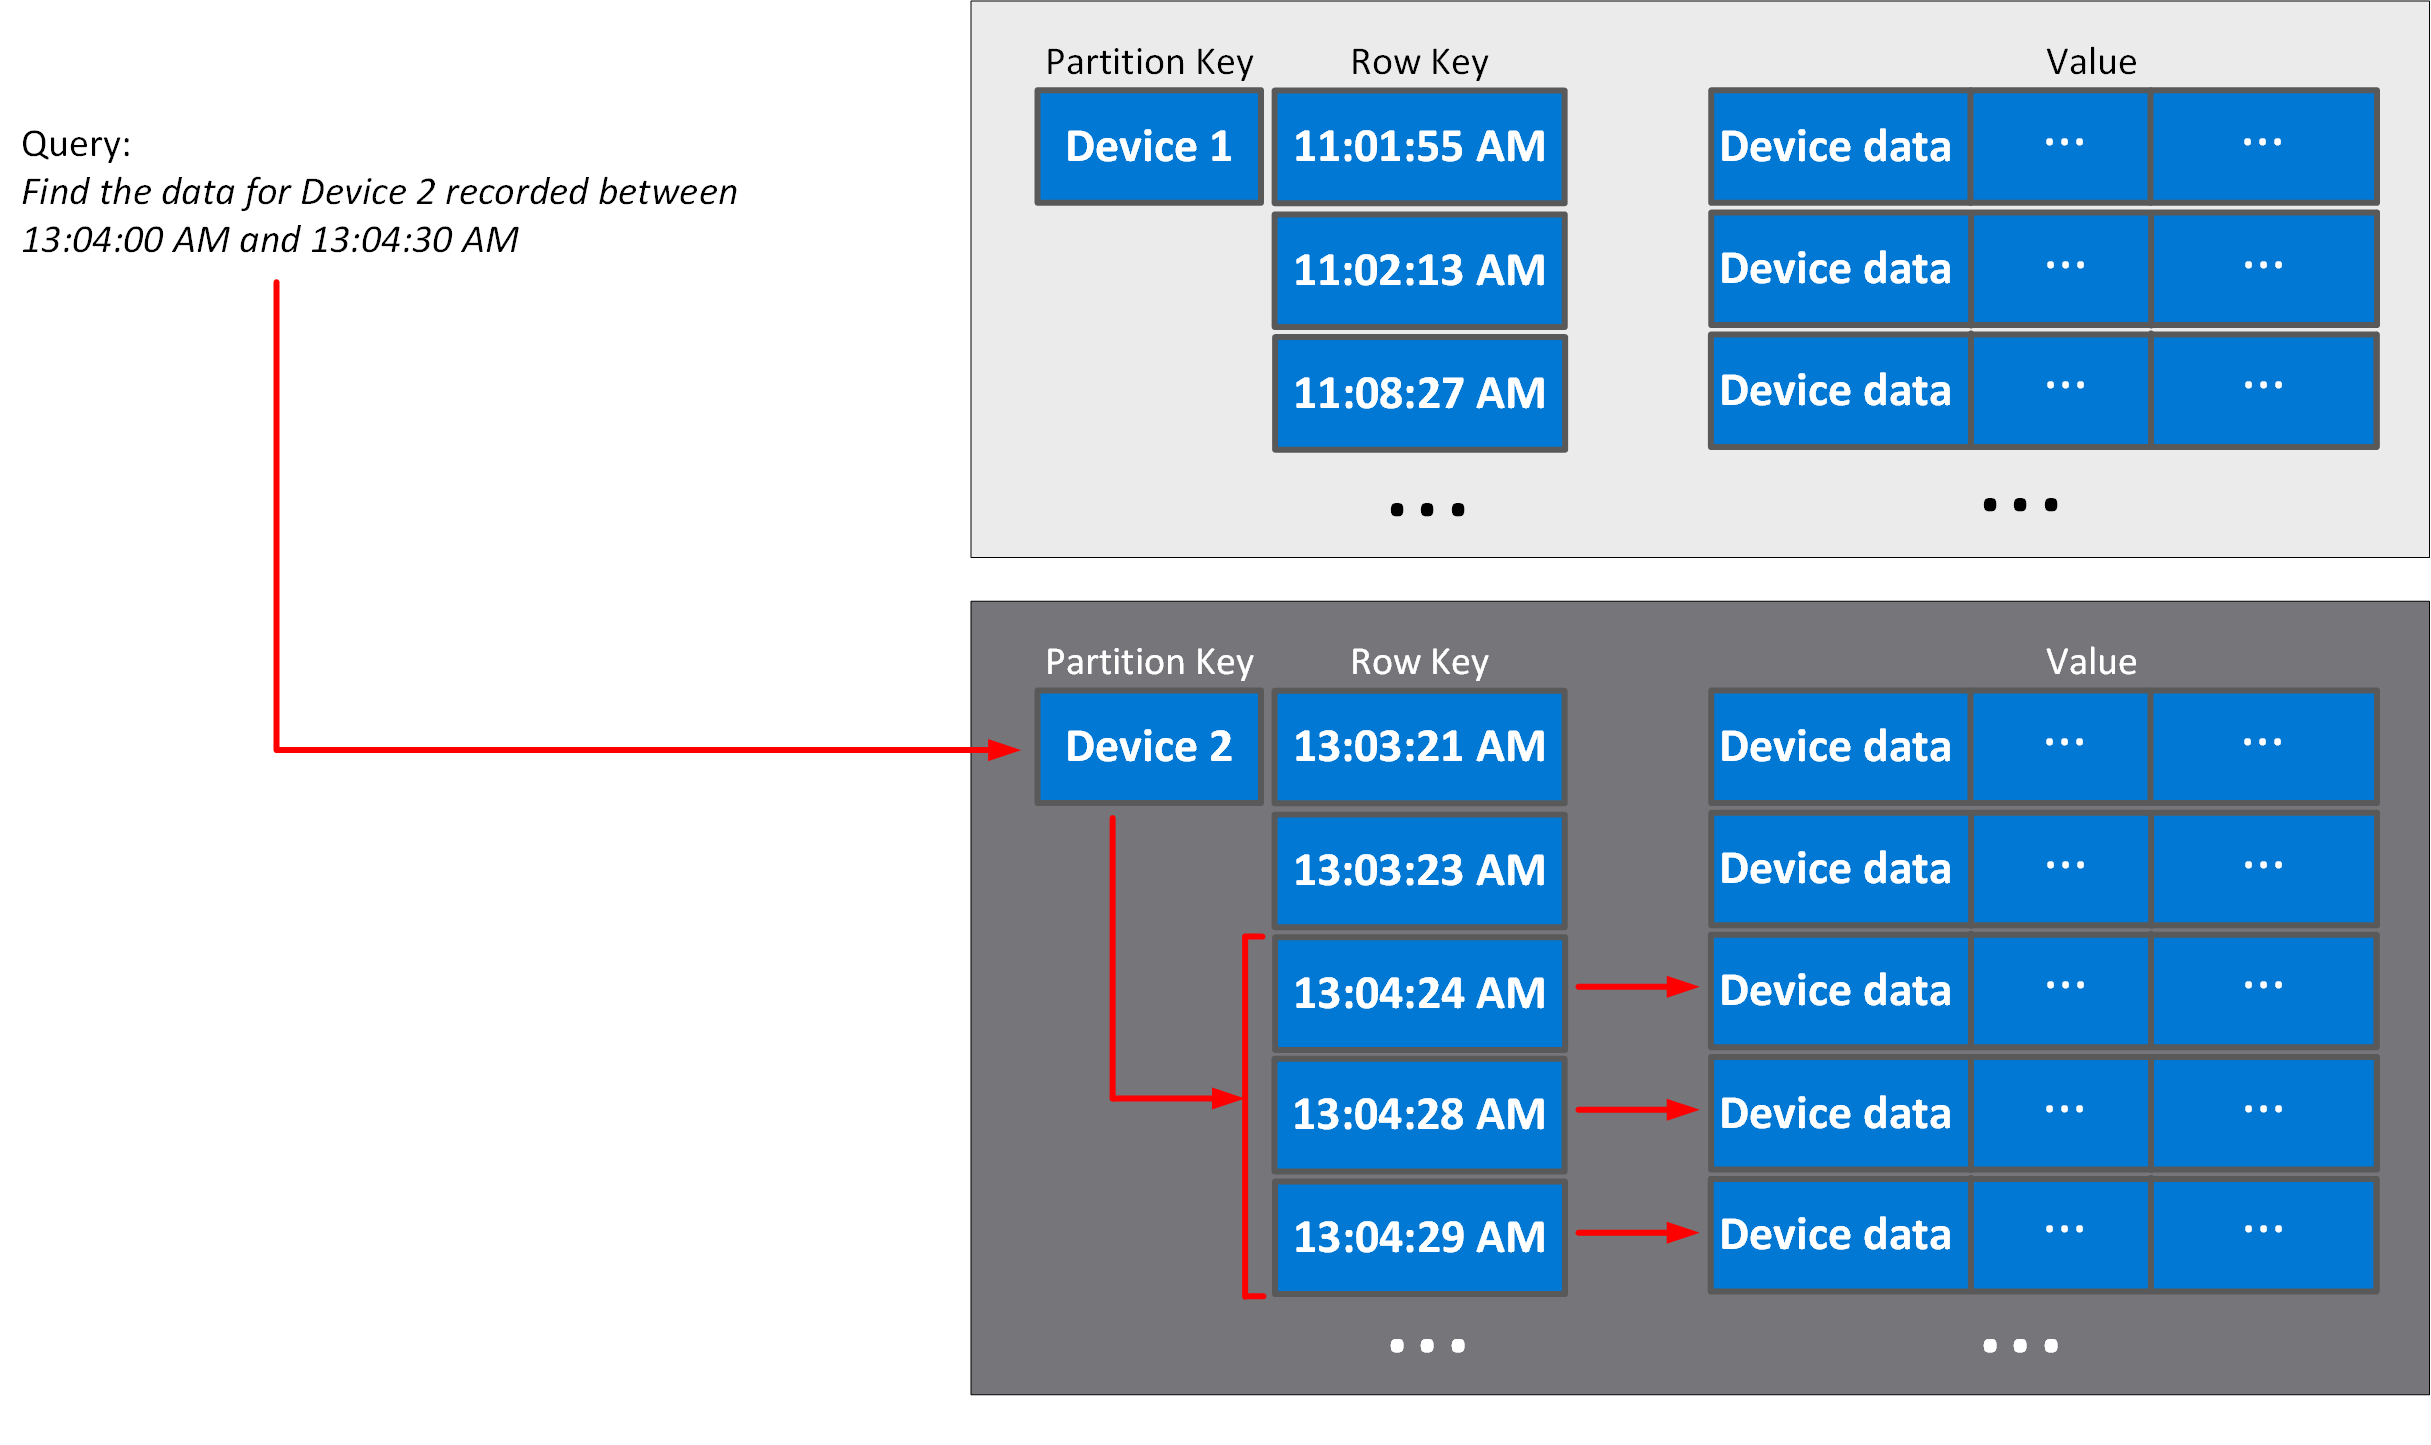 Query:
Find the data for Device 2 recorded between
13:04:00 AM and 13:04:30 AM
Partition Key Row Key Value
Device 1 11:01:55 AM Device data ... ...
11:02:13 AM Device data ... ...
11:08:27 AM Device data ... ...
... ...
Partition Key Row Key Value
Device 2 13:03:21 AM Device data ... ...
13:03:23 AM Device data ... ...
13:04:24 AM Device data ... ...
13:04:28 AM Device data ... ...
13:04:29 AM Device data ... ...
... ...